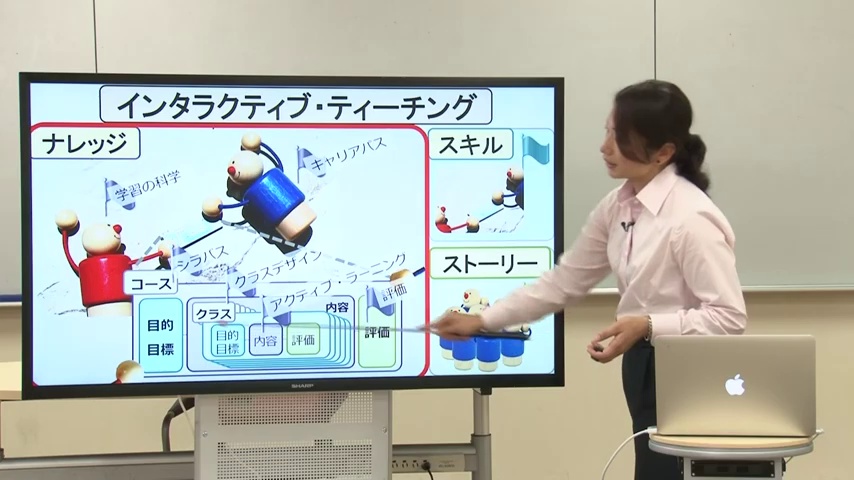 インタラクティブ・ティーチング
ナレッジ
スキル
キャリアパス
学習の科学
シラバス
クラスデザイン
アクティブ・ラーニング
評価
ストーリー
コース
目的
目標
クラス
内容
目的
目標
内容
評価
評価
SHARP